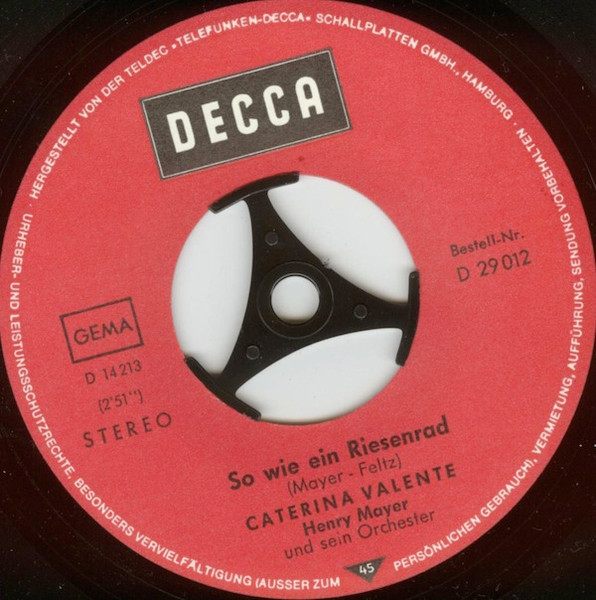 HERGESTELLT VON DER TELDEC »TELEFUNKEN-DECCA« SCHALLPLATTEN GMBH., HAMBURG · 
URHEBER- UND LEISTUNGSSCHUTZRECHTE, BESONDERS VERVIELFÄLTIGUNG (AUSSER ZUM PERSÖNLICHEN GEBRAUCH), VERMIETUNG, AUFFÜHRUNG, SENDUNG VORBEHALTEN ·
DECCA
Bestell-Nr.
D 29 012
GEMA
D 14 213
(2'51")
STEREO
So wie ein Riesenrad
(Mayer - Feltz)
CATERINA VALENTE
Henry Mayer
und sein Orchester
45